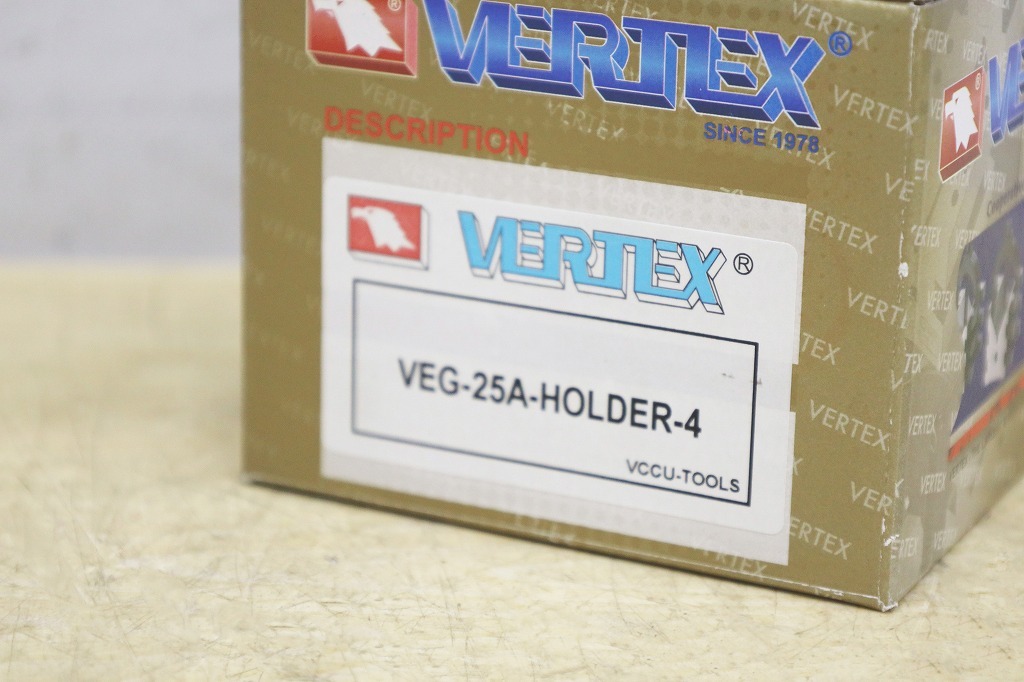 VERTEX®
SINCE 1978
DESCRIPTION
VERTEX®
VEG-25A-HOLDER-4
VCCU-TOOLS